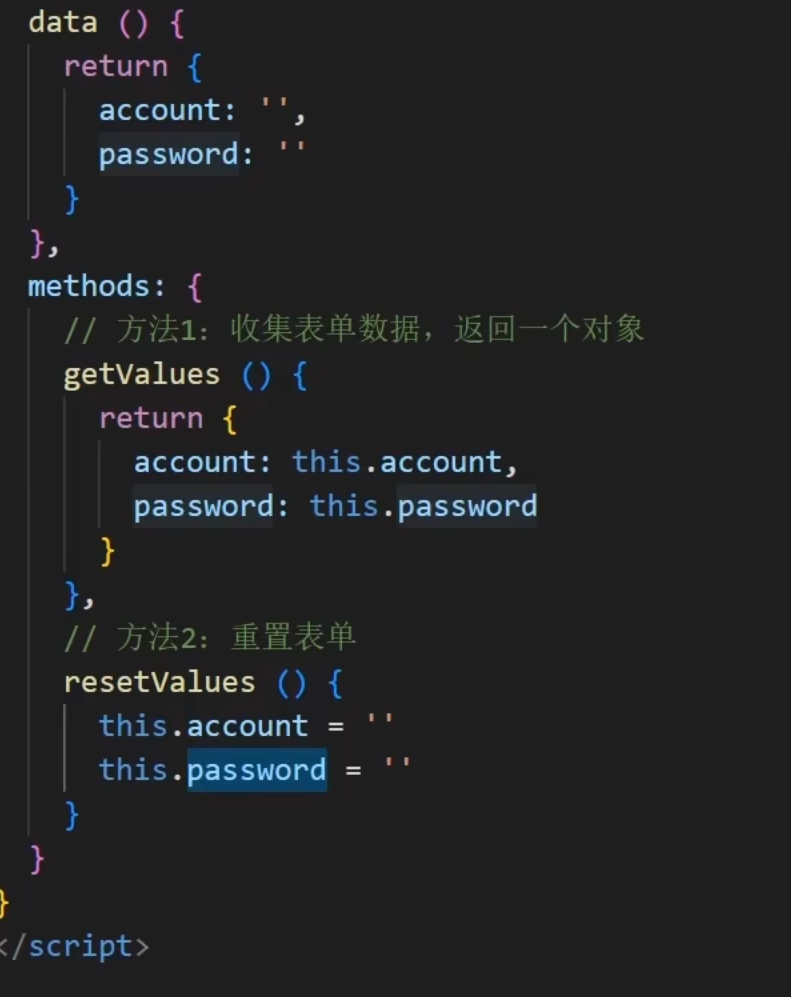 data () {
return {
account: '',
password: ''
}
},
methods: {
// 方法1：收集表单数据，返回一个对象
getValues () {
return {
account: this.account,
password: this.password
}
},
// 方法2：重置表单
resetValues () {
this.account = ''
this.password = ''
}
}
}
</script>